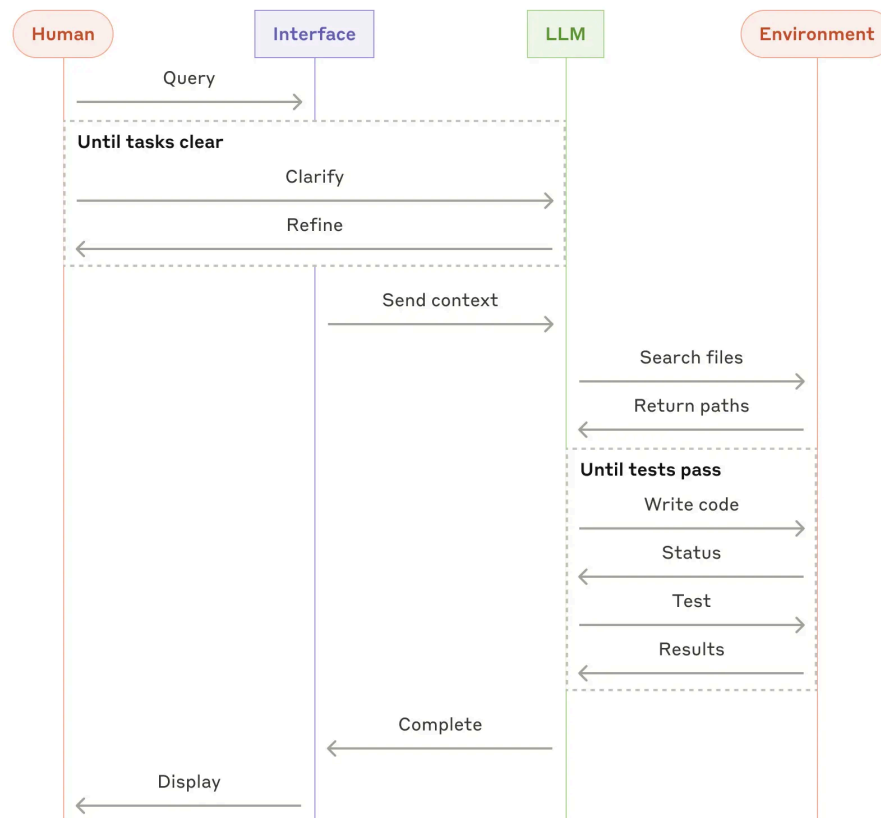 Human
Interface
LLM
Environment
Query
Until tasks clear
Clarify
Refine
Send context
Search files
Return paths
Until tests pass
Write code
Status
Test
Results
Complete
Display